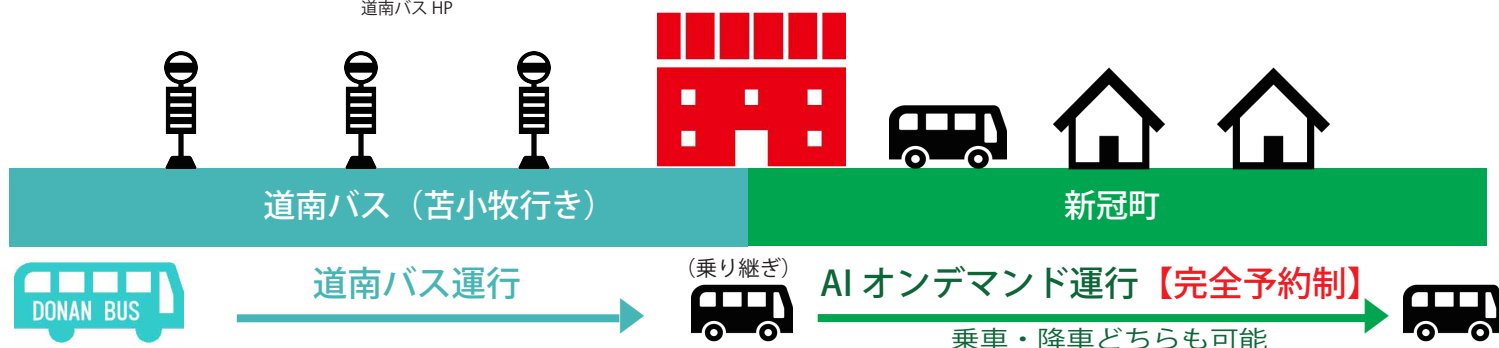 道南バス HP
道南バス（苫小牧行き）
新冠町
DONAN BUS
道南バス運行
（乗り継ぎ）
AI オンデマンド運行【完全予約制】
乗車・降車どちらも可能